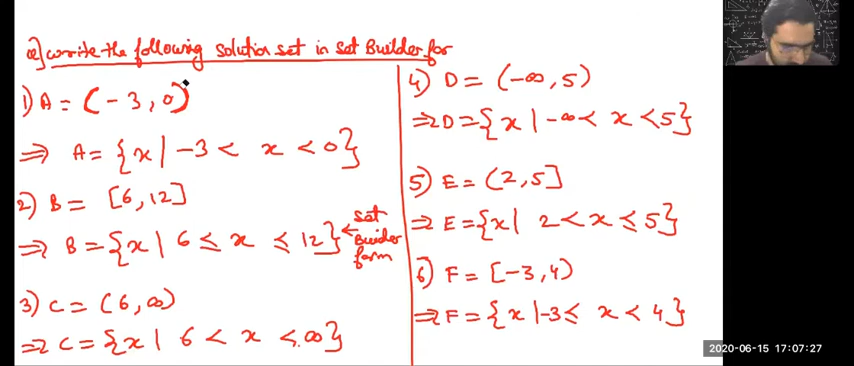 Q] Write the following solution set in Set Builder for
1) A = (-3, 0)
⇒ A = {x | -3 < x < 0}
2) B = [6, 12]
⇒ B = {x | 6 ≤ x ≤ 12} ← Set Builder form
3) C = (6, ∞)
⇒ C = {x | 6 < x < ∞}
4) D = (-∞, 5)
⇒ D = {x | -∞ < x < 5}
5) E = (2, 5]
⇒ E = {x | 2 < x ≤ 5}
6) F = [-3, 4)
⇒ F = {x | -3 ≤ x < 4}
2020-06-15 17:07:27